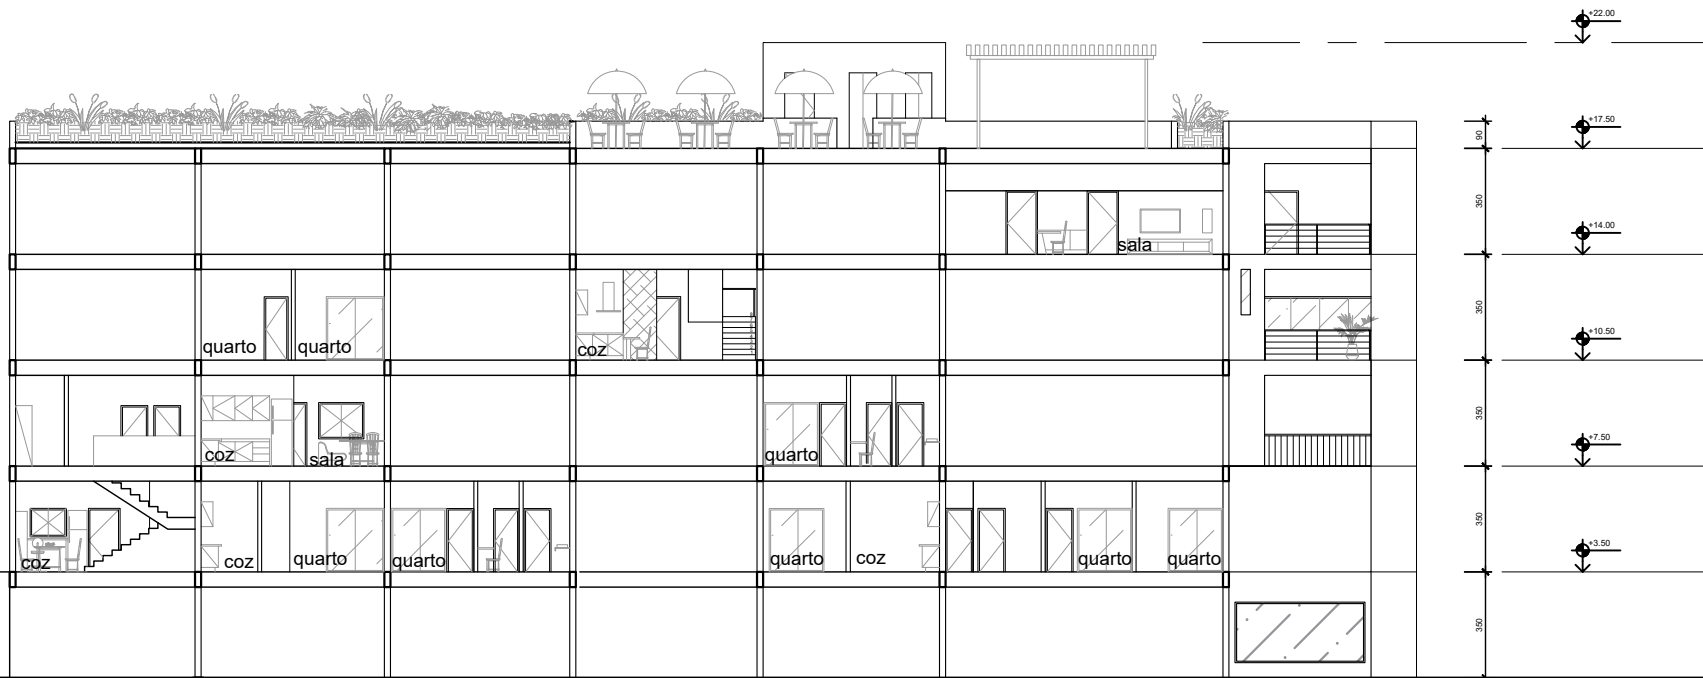 +22.00
+17.50
90
350
+14.00
sala
350
+10.50
quarto
quarto
coz
350
+7.50
coz
sala
quarto
350
+3.50
coz
coz
quarto
quarto
quarto
coz
quarto
quarto
350